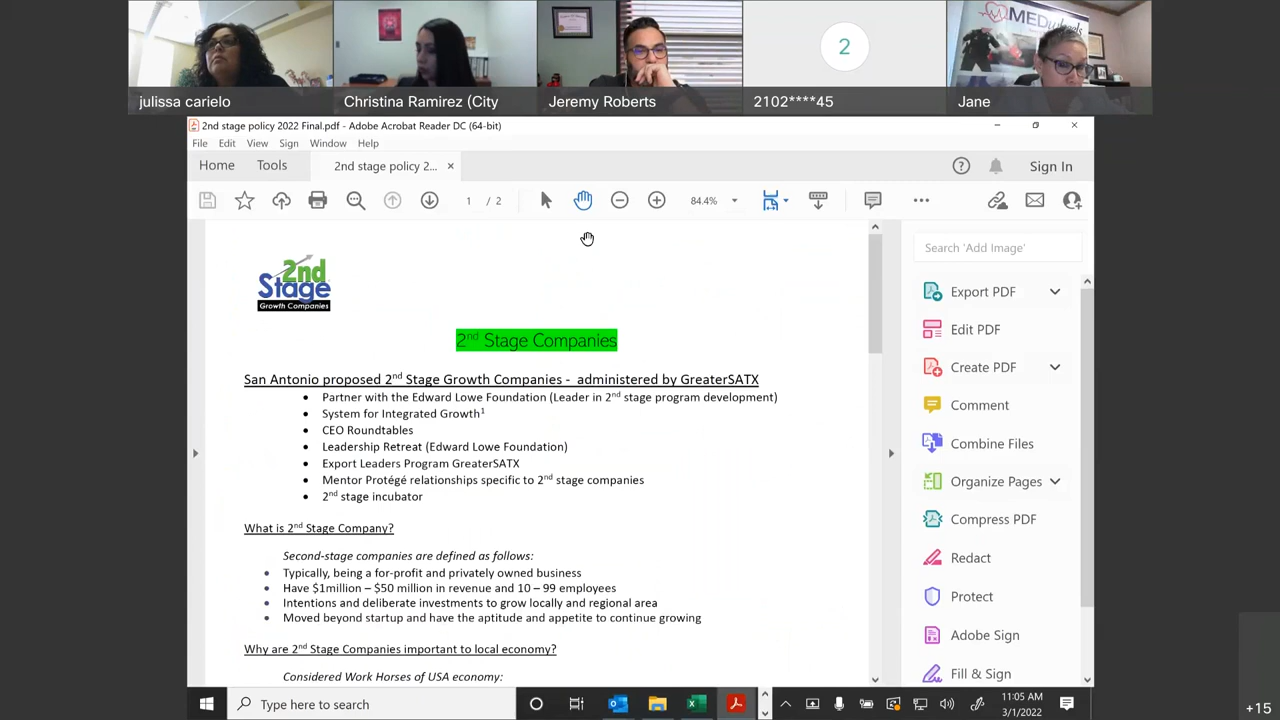 MEDwheels
2
julissa carielo
Christina Ramirez (City
Jeremy Roberts
2102****45
Jane
2nd stage policy 2022 Final.pdf - Adobe Acrobat Reader DC (64-bit)
File Edit View Sign Window Help
Home Tools 2nd stage policy 2... × Sign In
1 / 2 84.4%
Search 'Add Image'
2nd
Stage
Growth Companies
Export PDF
Edit PDF
Create PDF
Comment
Combine Files
Organize Pages
Compress PDF
Redact
Protect
Adobe Sign
Fill & Sign
2nd Stage Companies
San Antonio proposed 2nd Stage Growth Companies - administered by GreaterSATX
• Partner with the Edward Lowe Foundation (Leader in 2nd stage program development)
• System for Integrated Growth1
• CEO Roundtables
• Leadership Retreat (Edward Lowe Foundation)
• Export Leaders Program GreaterSATX
• Mentor Protégé relationships specific to 2nd stage companies
• 2nd stage incubator
What is 2nd Stage Company?
Second-stage companies are defined as follows:
• Typically, being a for-profit and privately owned business
• Have $1million – $50 million in revenue and 10 – 99 employees
• Intentions and deliberate investments to grow locally and regional area
• Moved beyond startup and have the aptitude and appetite to continue growing
Why are 2nd Stage Companies important to local economy?
Considered Work Horses of USA economy:
Type here to search
11:05 AM
3/1/2022
+15